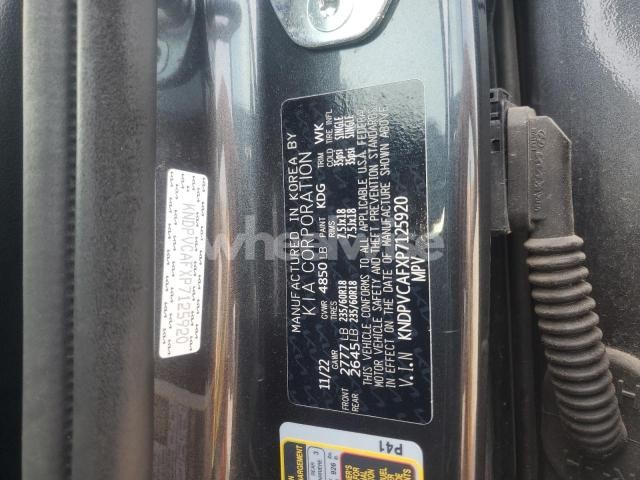 MANUFACTURED IN KOREA BY
KIA CORPORATION
11/22 GVWR 4850 LB PAINT KDG TRIM WK
GAWR TIRES RIMS COLD TIRE INFL
FRONT 2777 LB 235/60R18 7.5Jx18 35psi SINGLE
REAR 2645 LB 235/60R18 7.5Jx18 35psi SINGLE
THIS VEHICLE CONFORMS TO ALL APPLICABLE U.S.A. FEDERAL
MOTOR VEHICLE SAFETY AND THEFT PREVENTION STANDARDS
IN EFFECT ON THE DATE OF MANUFACTURE SHOWN ABOVE.
V.I.N KNDPVCAFXP7125920
MPV
KNDPVCAFXP7125920
P41